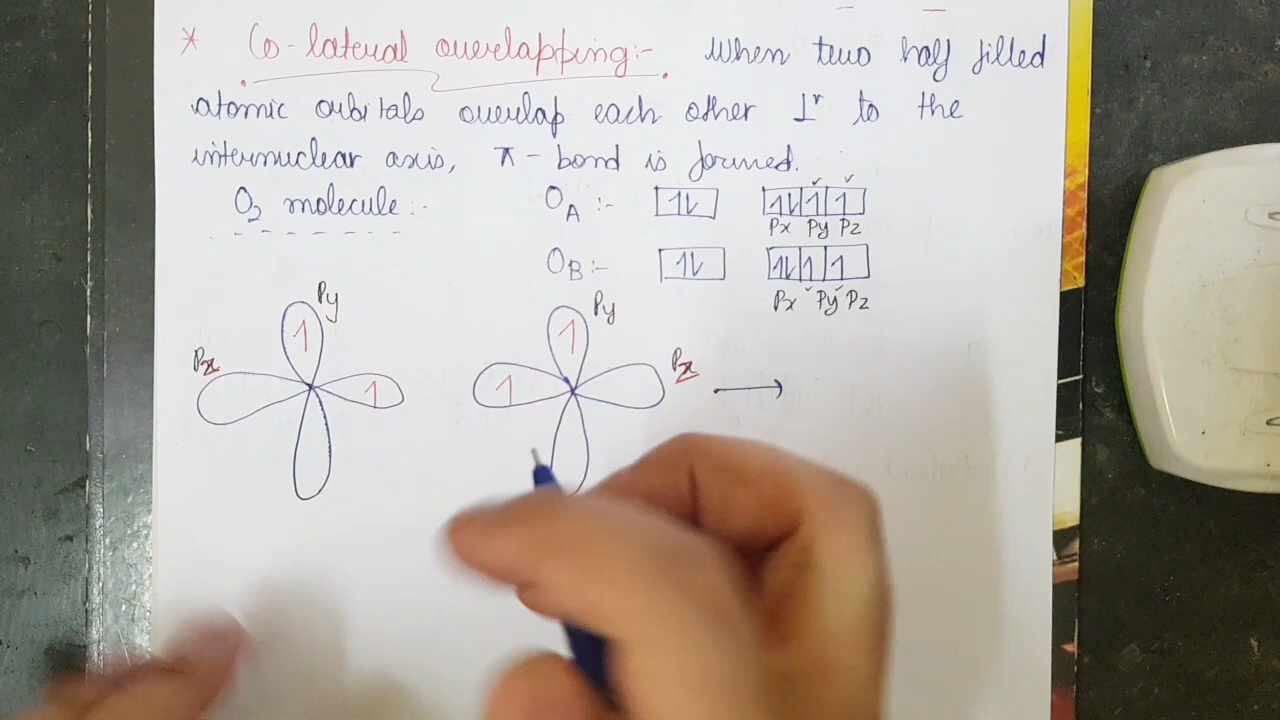 * Co-lateral overlapping:- When two half filled
atomic orbitals overlap each other ⊥r to the
internuclear axis, π-bond is formed.
O2 molecule:-
OA :- 1⇂ 1⇂ 1 1
Px Py Pz
OB :- 1⇂ 1⇂ 1 1
Px Py Pz
Py
Py
1
1
Px
Px
1
1